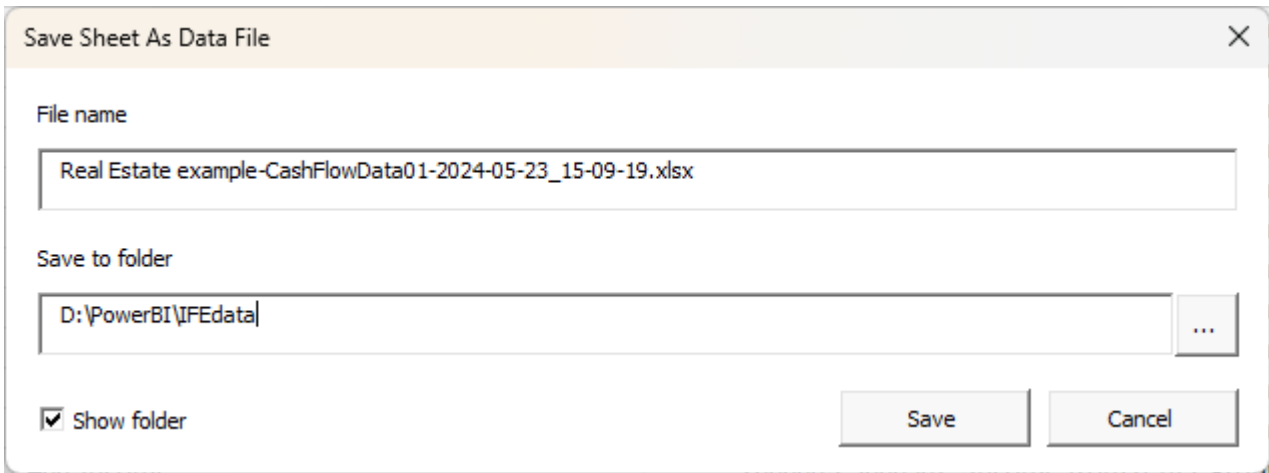 Save Sheet As Data File
File name
Real Estate example-CashFlowData01-2024-05-23_15-09-19.xlsx
Save to folder
D:\PowerBI\IFEdata
...
Show folder
Save
Cancel